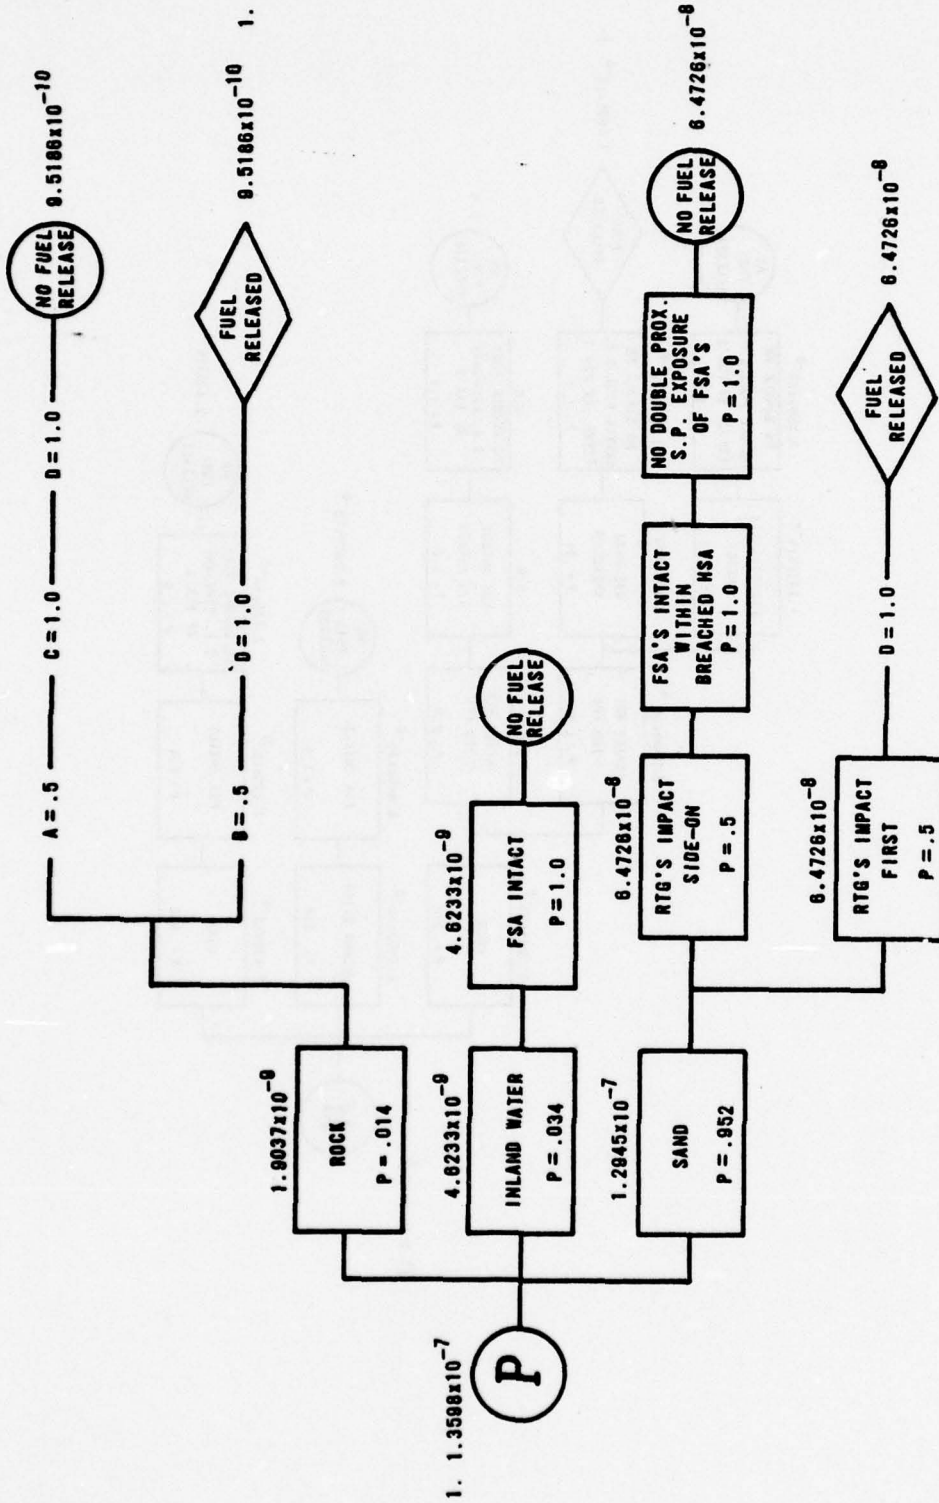 1. 1.3598x10-7
P
1.9037x10-9
ROCK
P = .014
A = .5
C = 1.0
D = 1.0
NO FUEL
RELEASE
9.5186x10-10
B = .5
D = 1.0
FUEL
RELEASED
9.5186x10-10
1.
4.6233x10-9
INLAND WATER
P = .034
4.6233x10-9
FSA INTACT
P = 1.0
NO FUEL
RELEASE
1.2945x10-7
SAND
P = .952
6.4726x10-8
RTG'S IMPACT
SIDE-ON
P = .5
FSA'S INTACT
WITHIN
BREACHED HSA
P = 1.0
NO DOUBLE PROX.
S.P. EXPOSURE
OF FSA'S
P = 1.0
NO FUEL
RELEASE
6.4726x10-8
6.4726x10-8
RTG'S IMPACT
FIRST
P = .5
D = 1.0
FUEL
RELEASED
6.4726x10-8